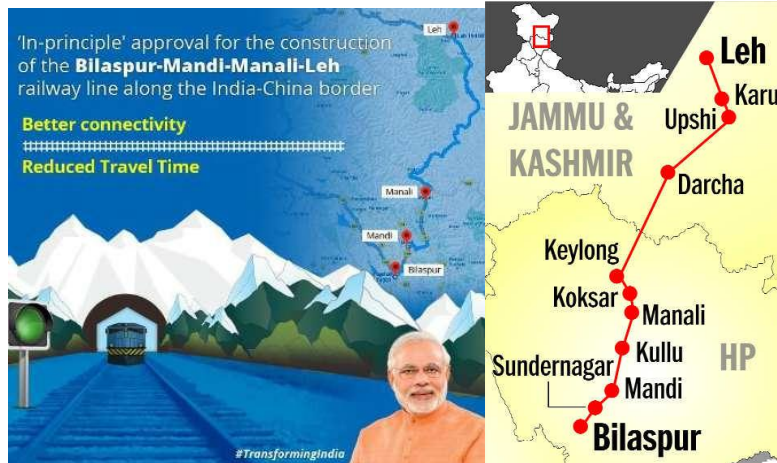 'In-principle' approval for the construction
of the Bilaspur-Mandi-Manali-Leh
railway line along the India-China border
Better connectivity
Reduced Travel Time
Leh
Manali
Mandi
Bilaspur
#TransformingIndia
Leh
Karu
Upshi
JAMMU &
KASHMIR
Darcha
Keylong
Koksar
Manali
Kullu
HP
Sundernagar
Mandi
Bilaspur